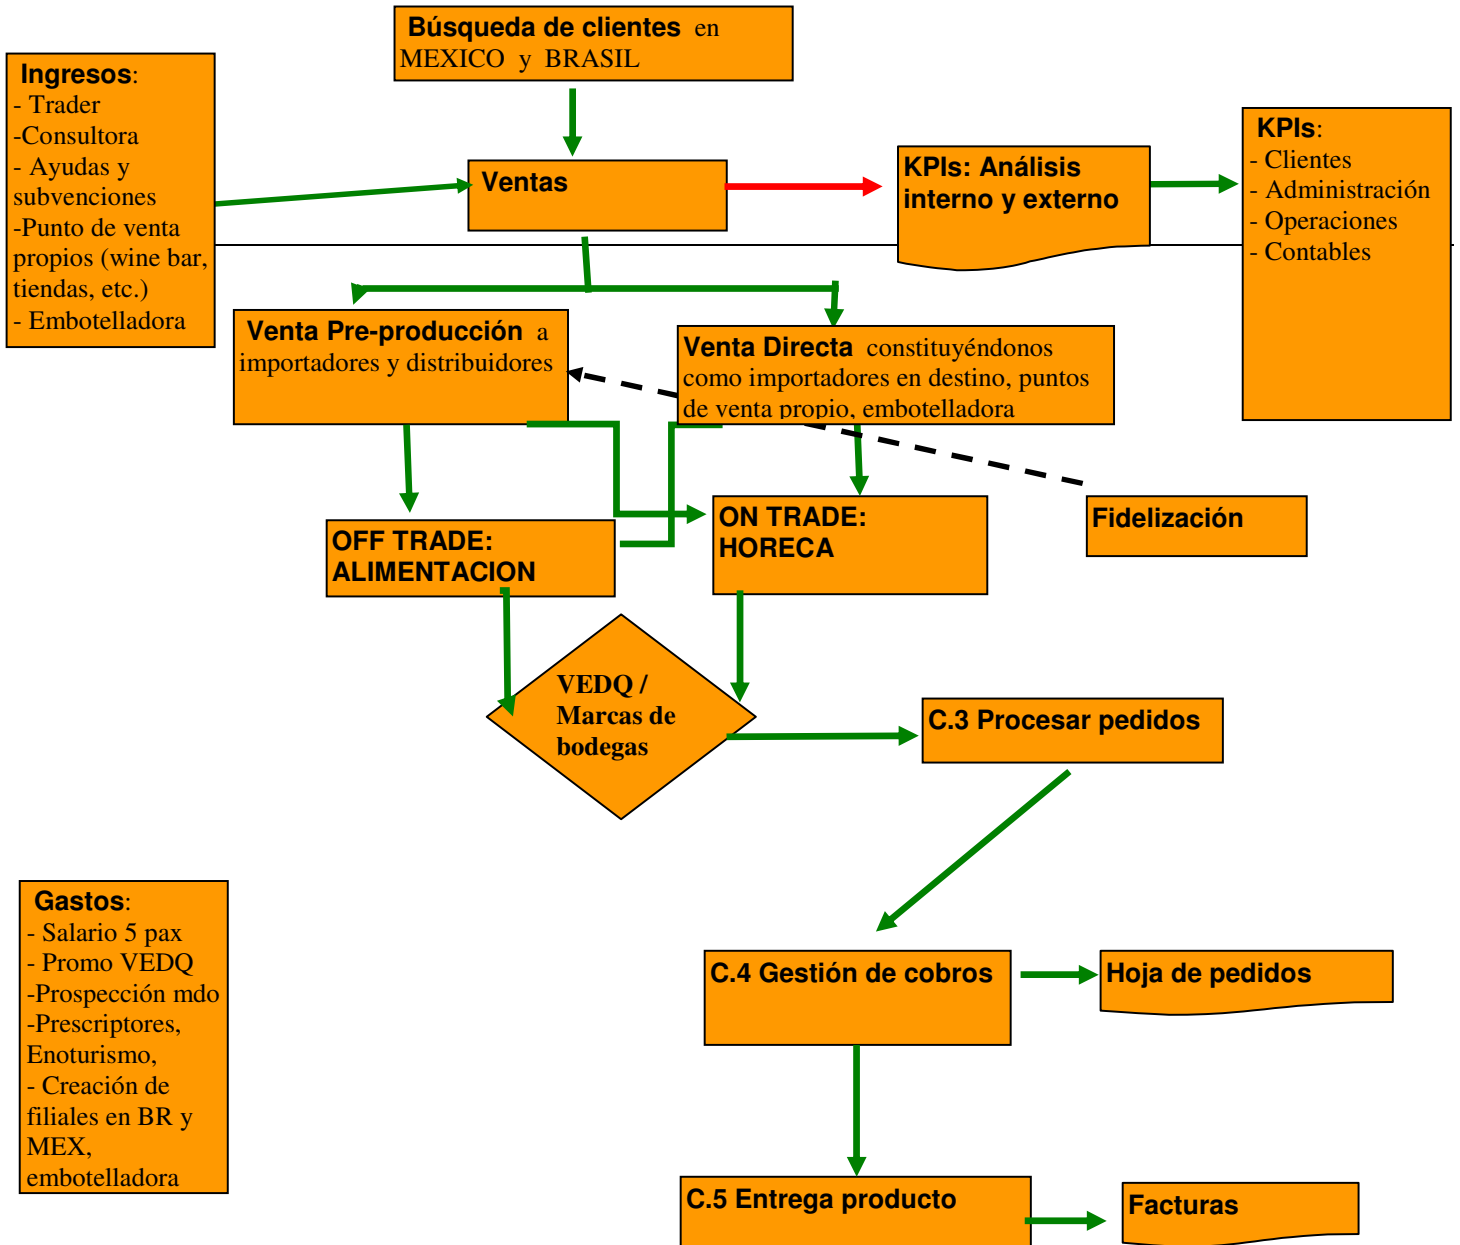 Búsqueda de clientes en
MEXICO y BRASIL
Ingresos:
- Trader
-Consultora
- Ayudas y
subvenciones
-Punto de venta
propios (wine bar,
tiendas, etc.)
- Embotelladora
Ventas
KPIs: Análisis
interno y externo
KPIs:
- Clientes
- Administración
- Operaciones
- Contables
Venta Pre-producción a
importadores y distribuidores
Venta Directa constituyéndonos
como importadores en destino, puntos
de venta propio, embotelladora
OFF TRADE:
ALIMENTACION
ON TRADE:
HORECA
Fidelización
VEDQ /
Marcas de
bodegas
C.3 Procesar pedidos
Gastos:
- Salario 5 pax
- Promo VEDQ
-Prospección mdo
-Prescriptores,
Enoturismo,
- Creación de
filiales en BR y
MEX,
embotelladora
C.4 Gestión de cobros
Hoja de pedidos
C.5 Entrega producto
Facturas